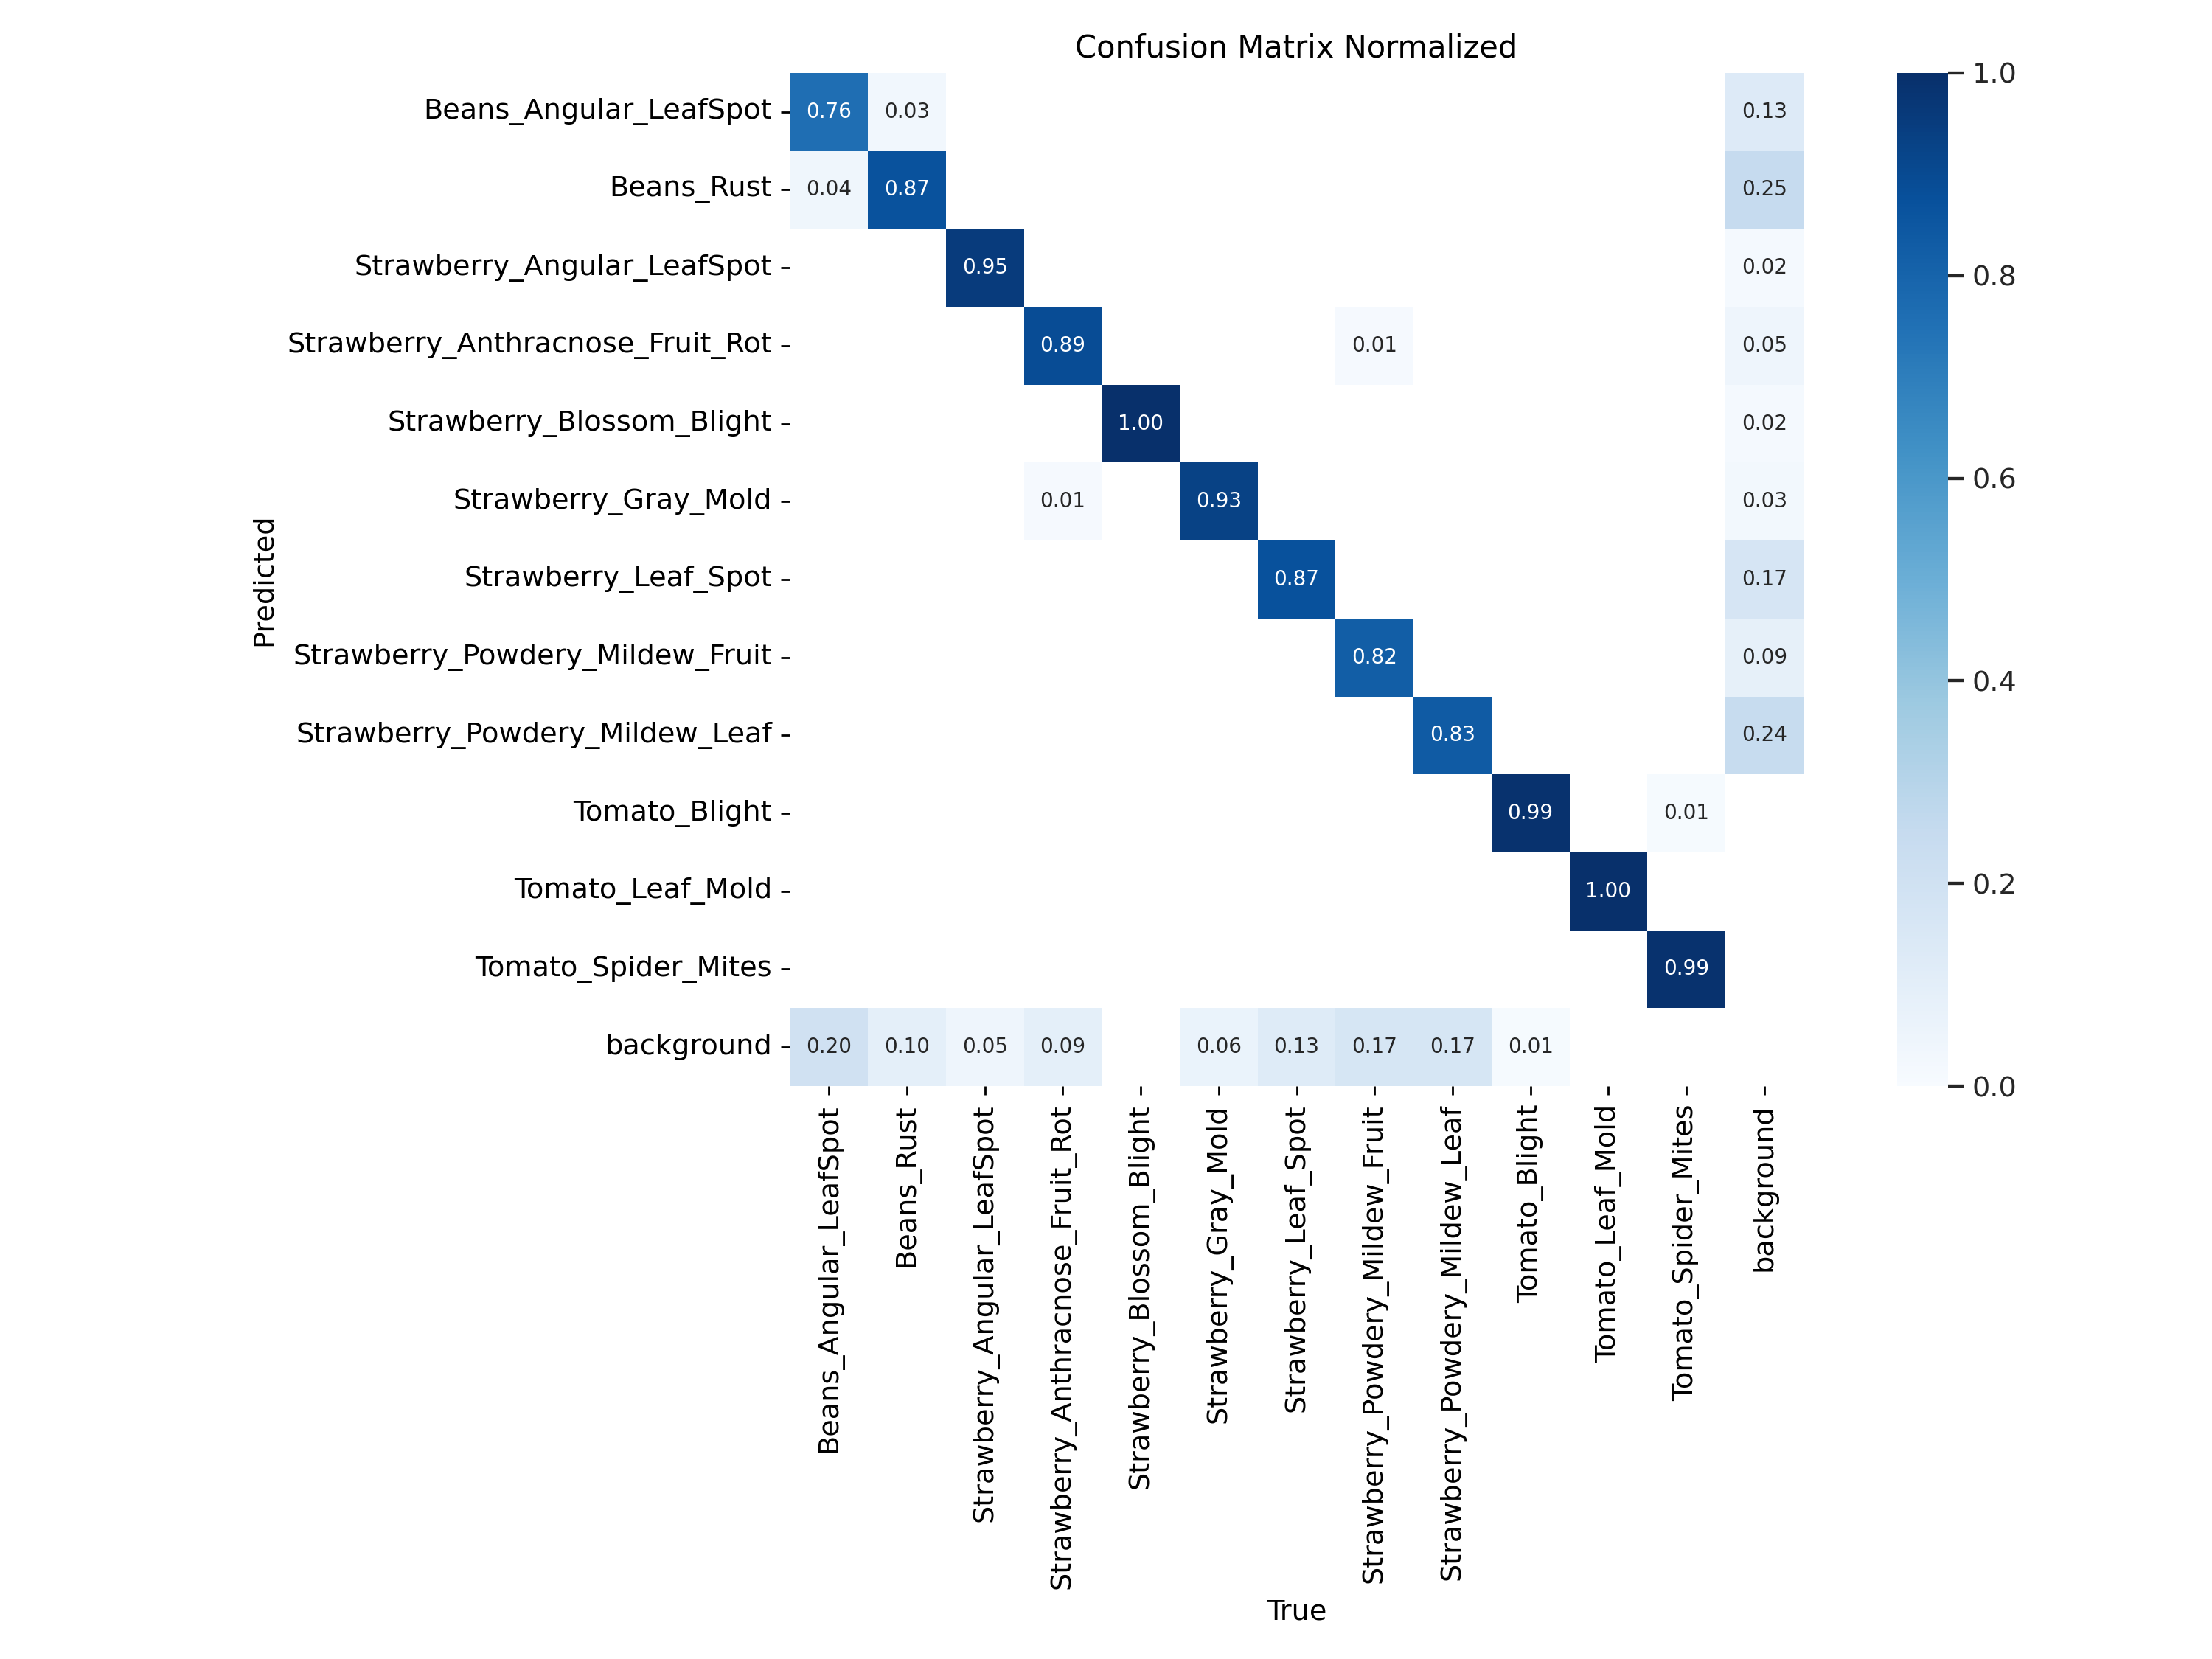 Confusion Matrix Normalized
Beans_Angular_LeafSpot 0.76 0.03 0.13
Beans_Rust 0.04 0.87 0.25
Strawberry_Angular_LeafSpot 0.95 0.02
Strawberry_Anthracnose_Fruit_Rot 0.89 0.01 0.05
Strawberry_Blossom_Blight 1.00 0.02
Strawberry_Gray_Mold 0.01 0.93 0.03
Strawberry_Leaf_Spot 0.87 0.17
Strawberry_Powdery_Mildew_Fruit 0.82 0.09
Strawberry_Powdery_Mildew_Leaf 0.83 0.24
Tomato_Blight 0.99 0.01
Tomato_Leaf_Mold 1.00
Tomato_Spider_Mites 0.99
background 0.20 0.10 0.05 0.09 0.06 0.13 0.17 0.17 0.01
Predicted
Beans_Angular_LeafSpot
Beans_Rust
Strawberry_Angular_LeafSpot
Strawberry_Anthracnose_Fruit_Rot
Strawberry_Blossom_Blight
Strawberry_Gray_Mold
Strawberry_Leaf_Spot
Strawberry_Powdery_Mildew_Fruit
Strawberry_Powdery_Mildew_Leaf
Tomato_Blight
Tomato_Leaf_Mold
Tomato_Spider_Mites
background
True
1.0
0.8
0.6
0.4
0.2
0.0